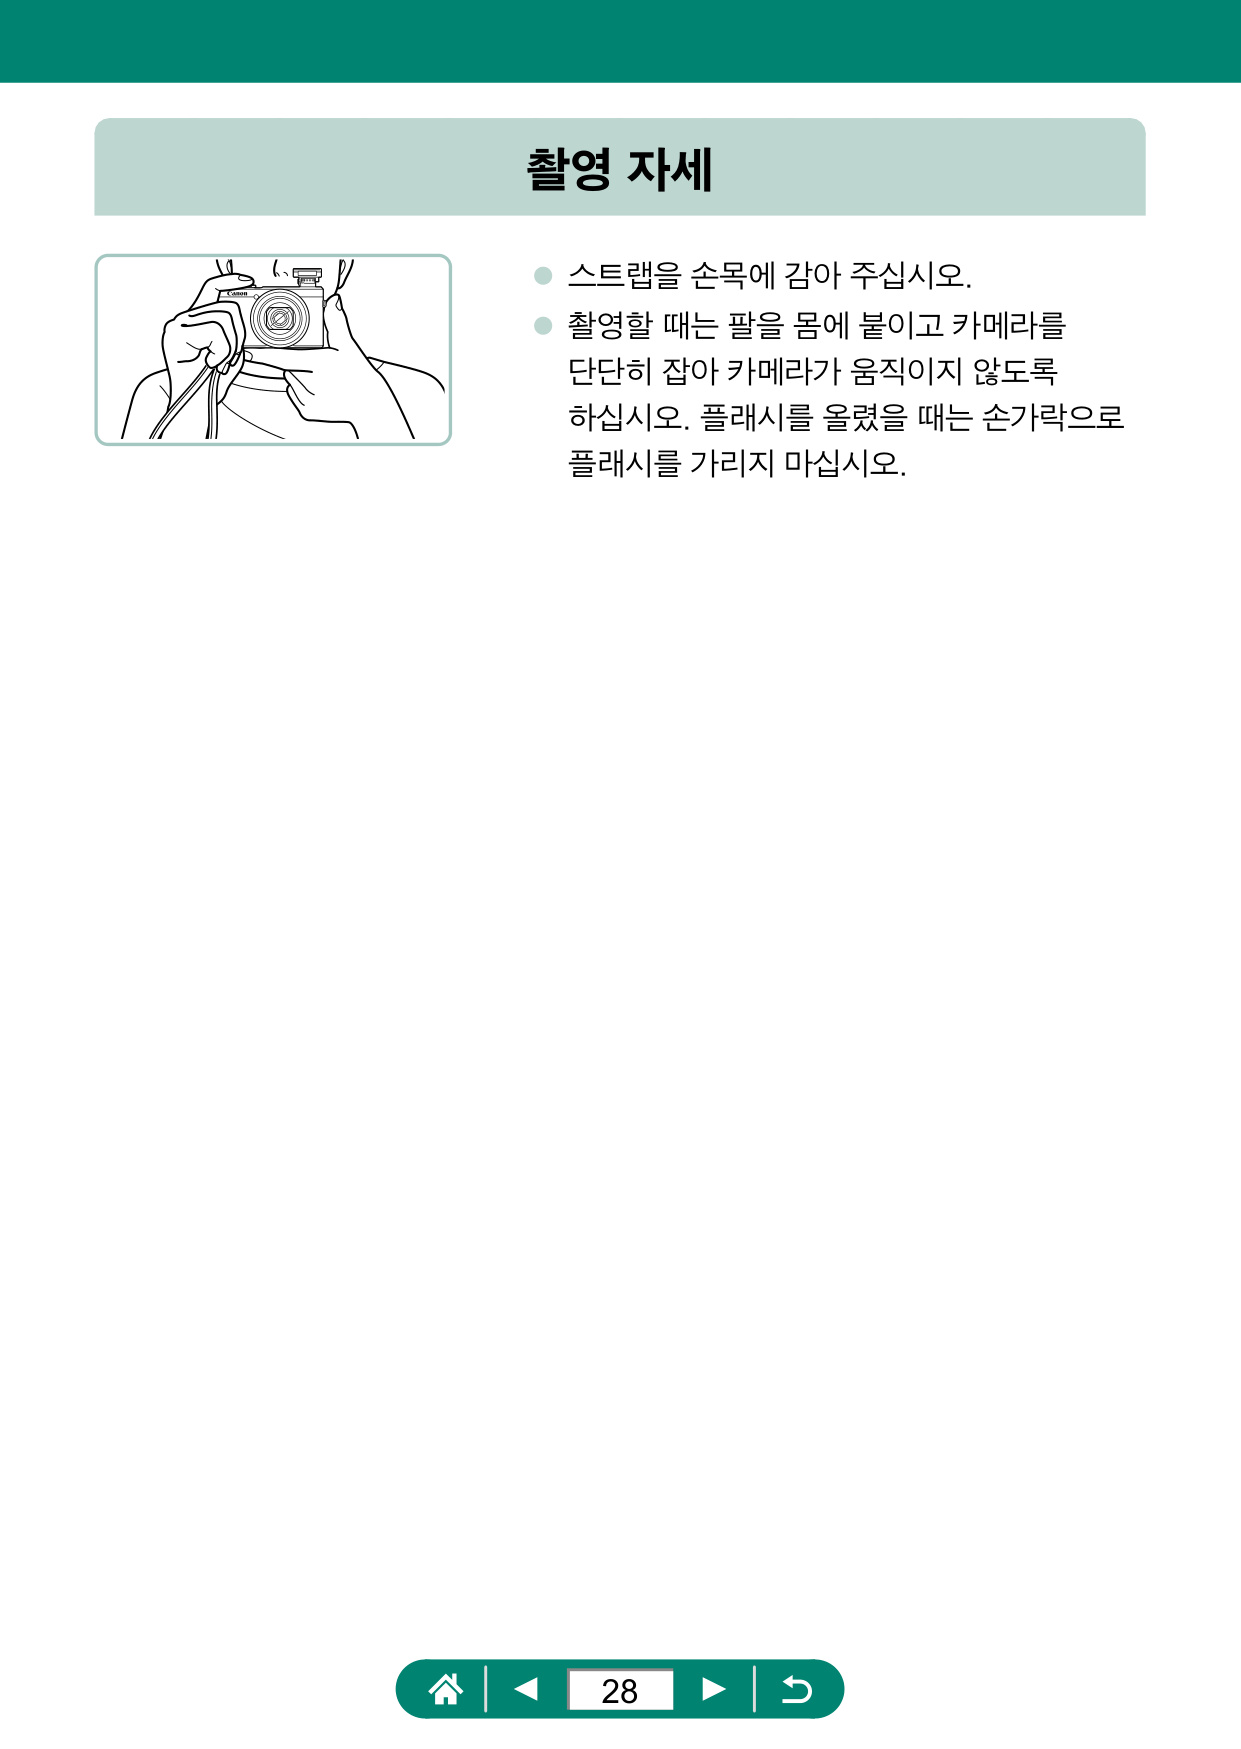 촬영 자세
Canon
스트랩을 손목에 감아 주십시오.
촬영할 때는 팔을 몸에 붙이고 카메라를
단단히 잡아 카메라가 움직이지 않도록
하십시오. 플래시를 올렸을 때는 손가락으로
플래시를 가리지 마십시오.
28